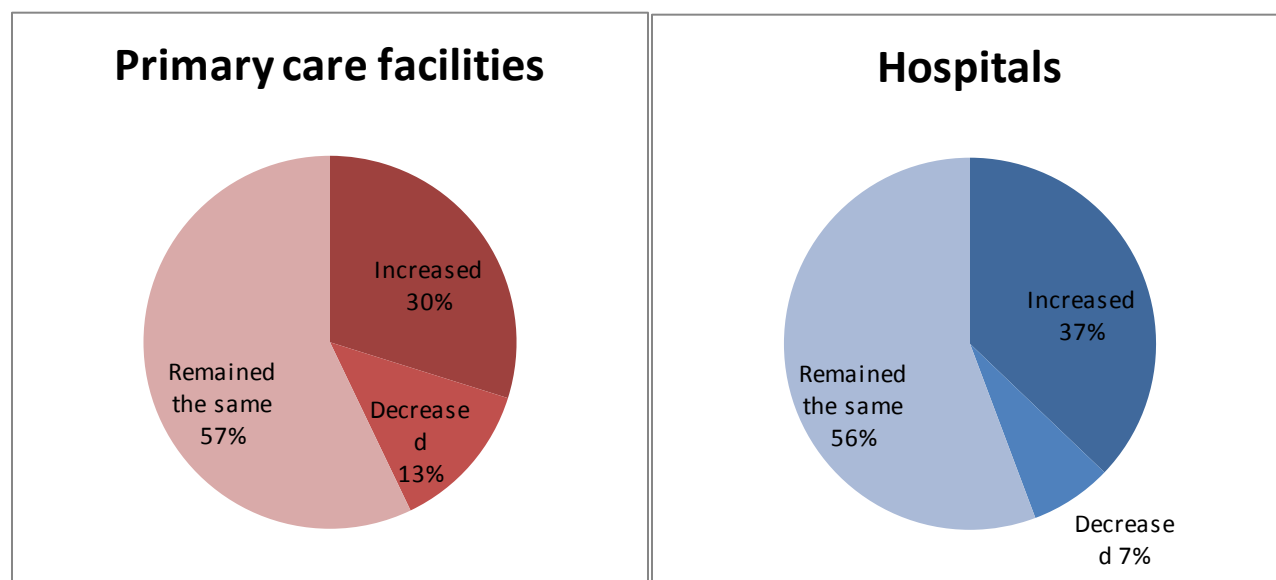 Primary care facilities
Increased
30%
Decrease
d
13%
Remained
the same
57%
Hospitals
Increased
37%
Decrease
d 7%
Remained
the same
56%